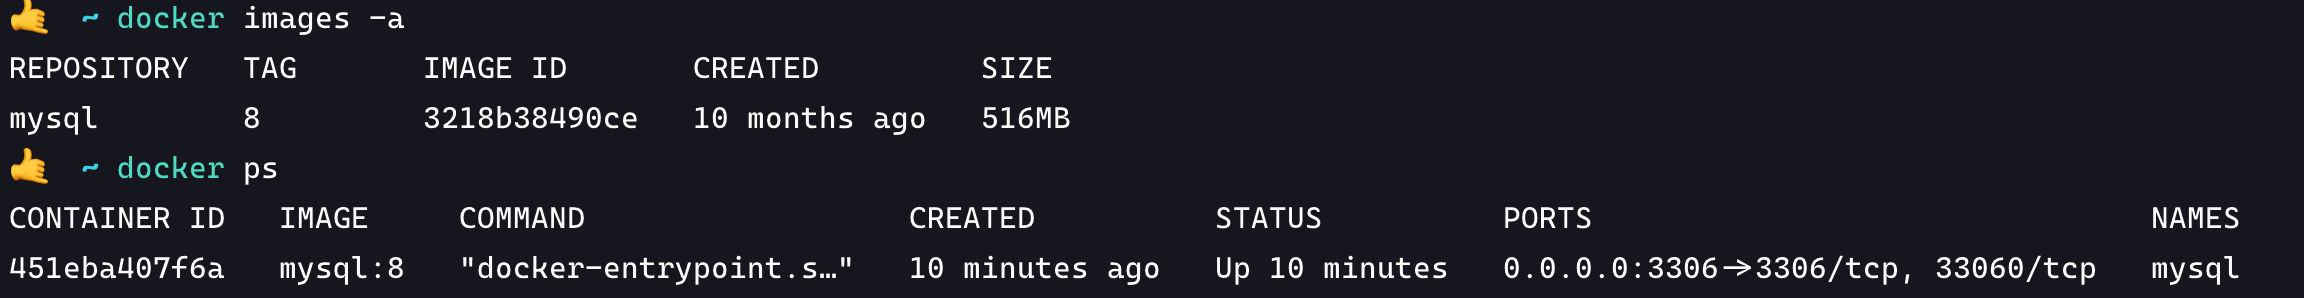 🤙 ~ docker images -a
REPOSITORY TAG IMAGE ID CREATED SIZE
mysql 8 3218b38490ce 10 months ago 516MB
🤙 ~ docker ps
CONTAINER ID IMAGE COMMAND CREATED STATUS PORTS NAMES
451eba407f6a mysql:8 "docker-entrypoint.s…" 10 minutes ago Up 10 minutes 0.0.0.0:3306->3306/tcp, 33060/tcp mysql